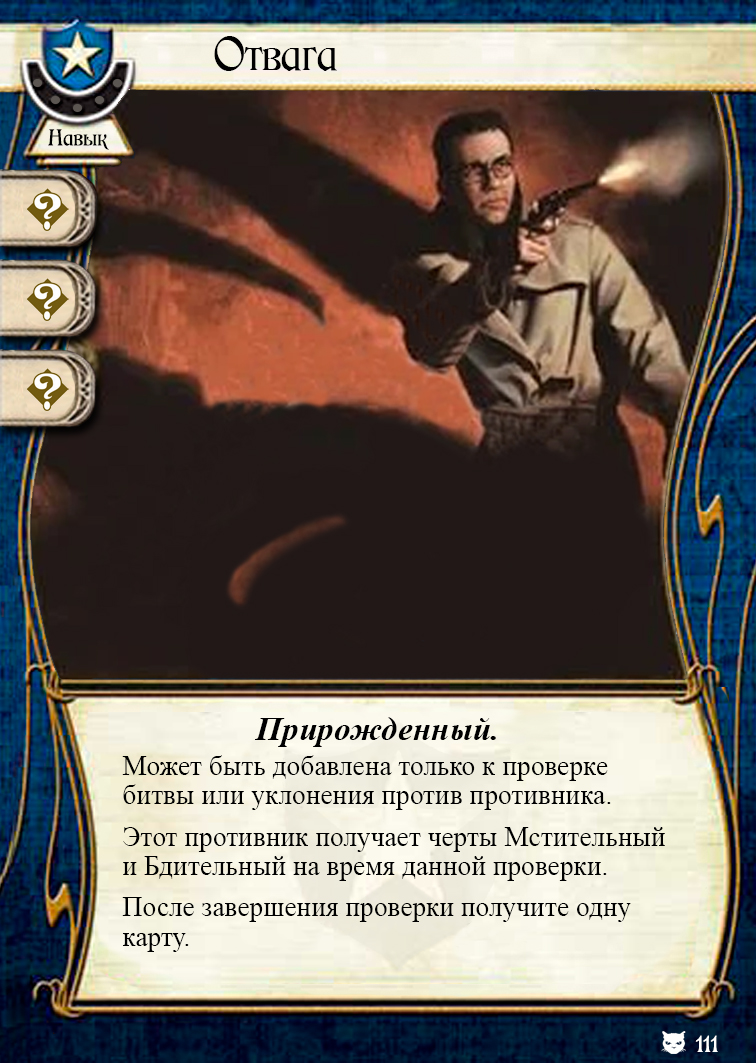 Отвага
Навык
?
?
?
Прирожденный.
Может быть добавлена только к проверке
битвы или уклонения против противника.
Этот противник получает черты Мстительный
и Бдительный на время данной проверки.
После завершения проверки получите одну
карту.
111